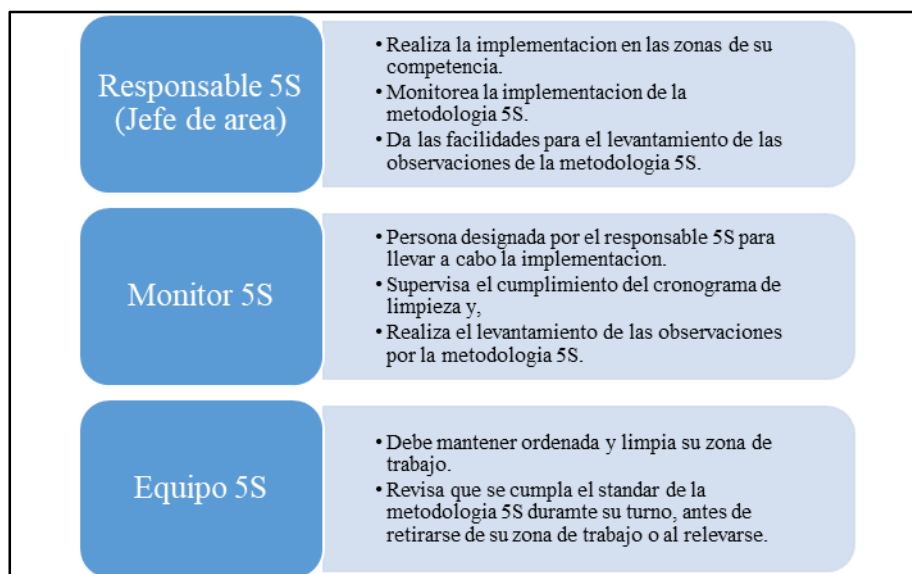 Responsable 5S
(Jefe de area)
• Realiza la implementacion en las zonas de su
competencia.
• Monitorea la implementacion de la
metodologia 5S.
• Da las facilidades para el levantamiento de las
observaciones de la metodologia 5S.
Monitor 5S
• Persona designada por el responsable 5S para
llevar a cabo la implementacion.
• Supervisa el cumplimiento del cronograma de
limpieza y,
• Realiza el levantamiento de las observaciones
por la metodologia 5S.
Equipo 5S
• Debe mantener ordenada y limpia su zona de
trabajo.
• Revisa que se cumpla el standar de la
metodologia 5S duramte su turno, antes de
retirarse de su zona de trabajo o al relevarse.